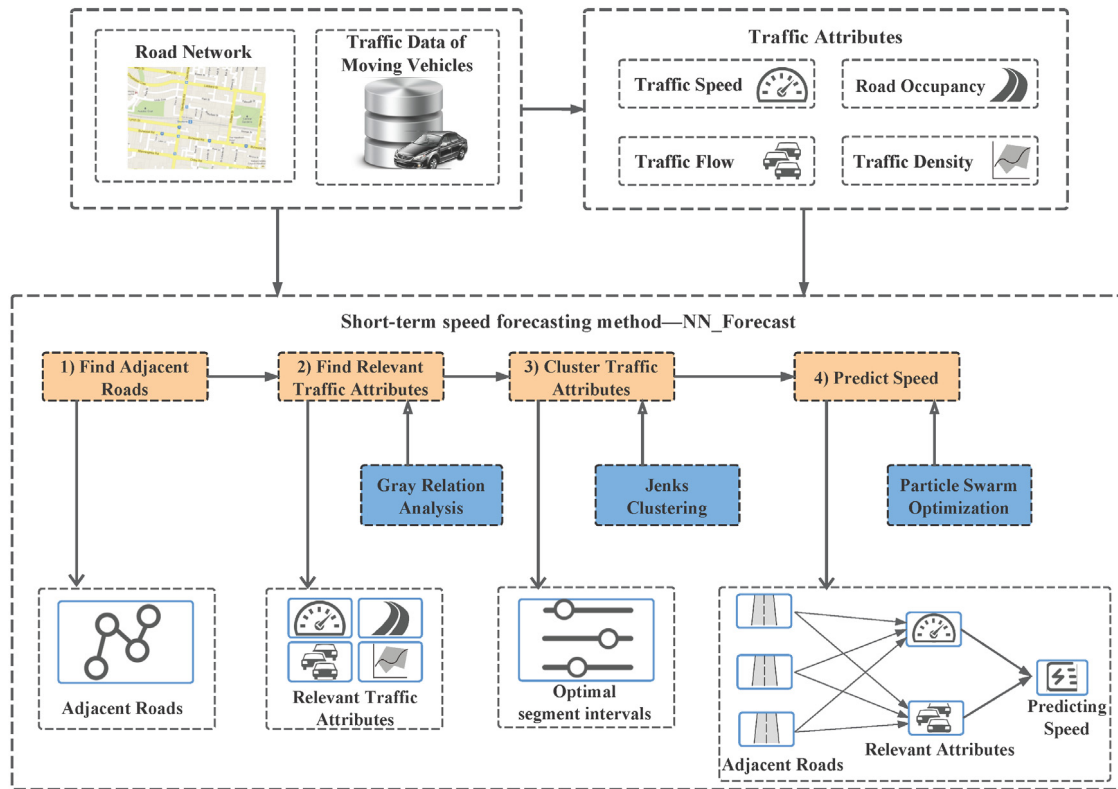 Road Network
Traffic Data of
Moving Vehicles
Traffic Attributes
Traffic Speed
Road Occupancy
Traffic Flow
Traffic Density
Short-term speed forecasting method—NN_Forecast
1) Find Adjacent
Roads
2) Find Relevant
Traffic Attributes
3) Cluster Traffic
Attributes
4) Predict Speed
Gray Relation
Analysis
Jenks
Clustering
Particle Swarm
Optimization
Adjacent Roads
Relevant Traffic
Attributes
Optimal
segment intervals
Adjacent Roads
Relevant Attributes
Predicting
Speed